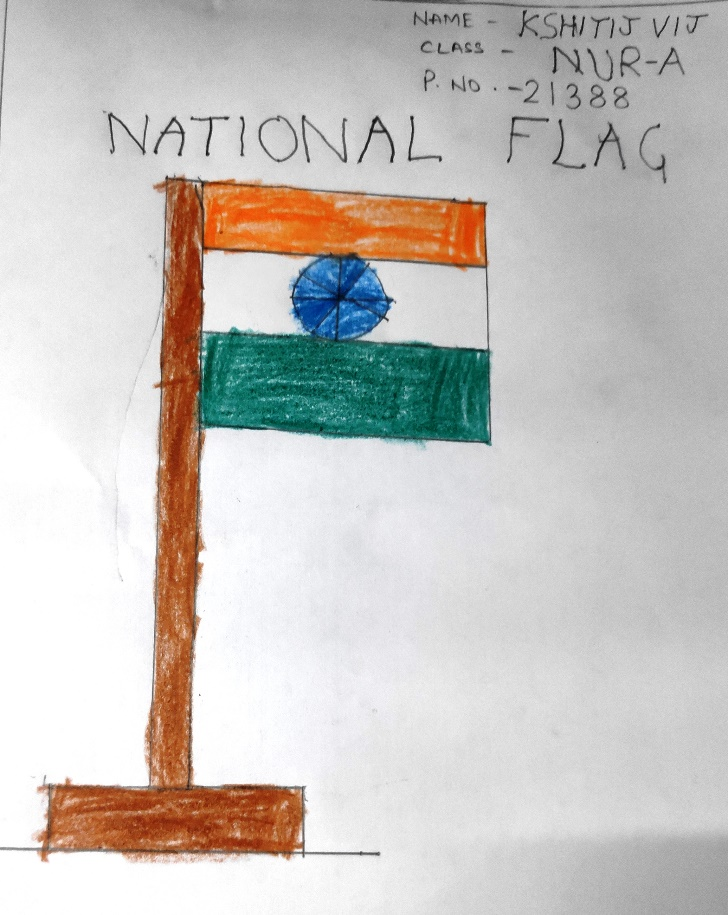 NAME - KSHITIJ VIJ
CLASS - NUR-A
P. NO. - 21388
NATIONAL FLAG